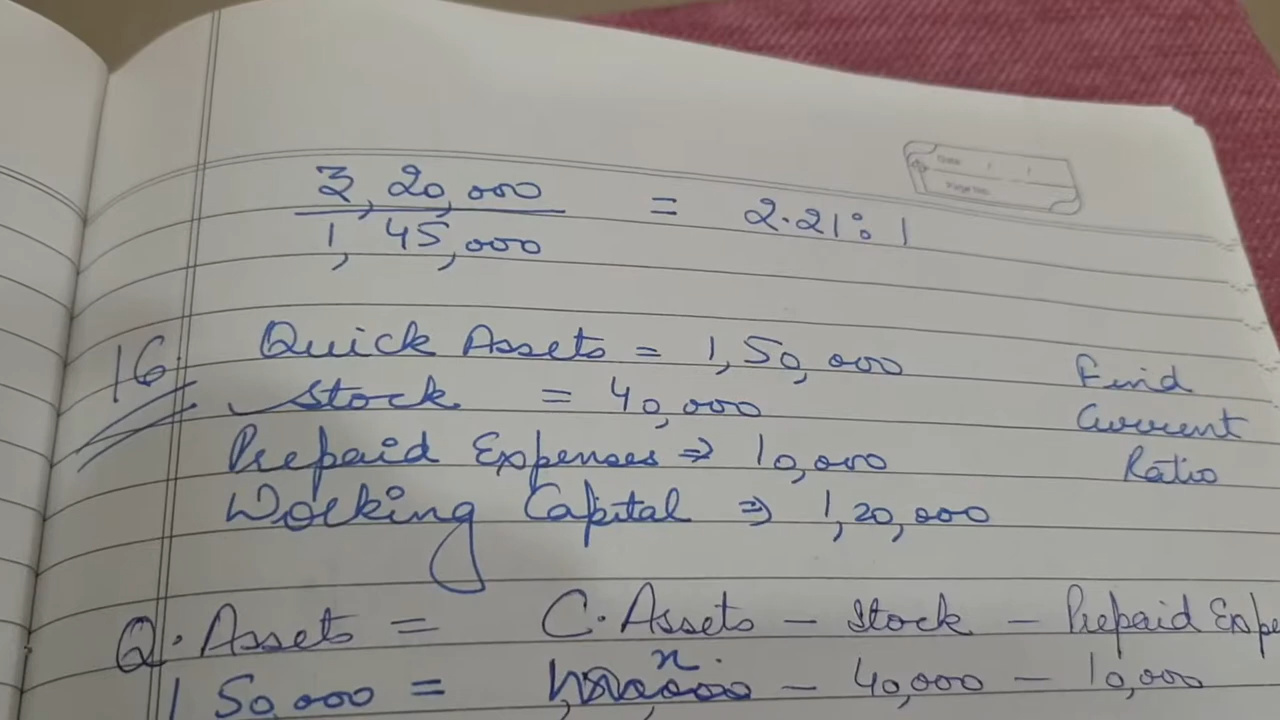 3,20,000 = 2.21:1
1,45,000
16 Quick Assets = 1,50,000 Find
Stock = 40,000 Current
Prepaid Expenses ⇒ 10,000 Ratio
Working Capital ⇒ 1,20,000
Q. Assets = C. Assets - Stock - Prepaid Expe
1 50,000 = x - 40,000 - 10,000